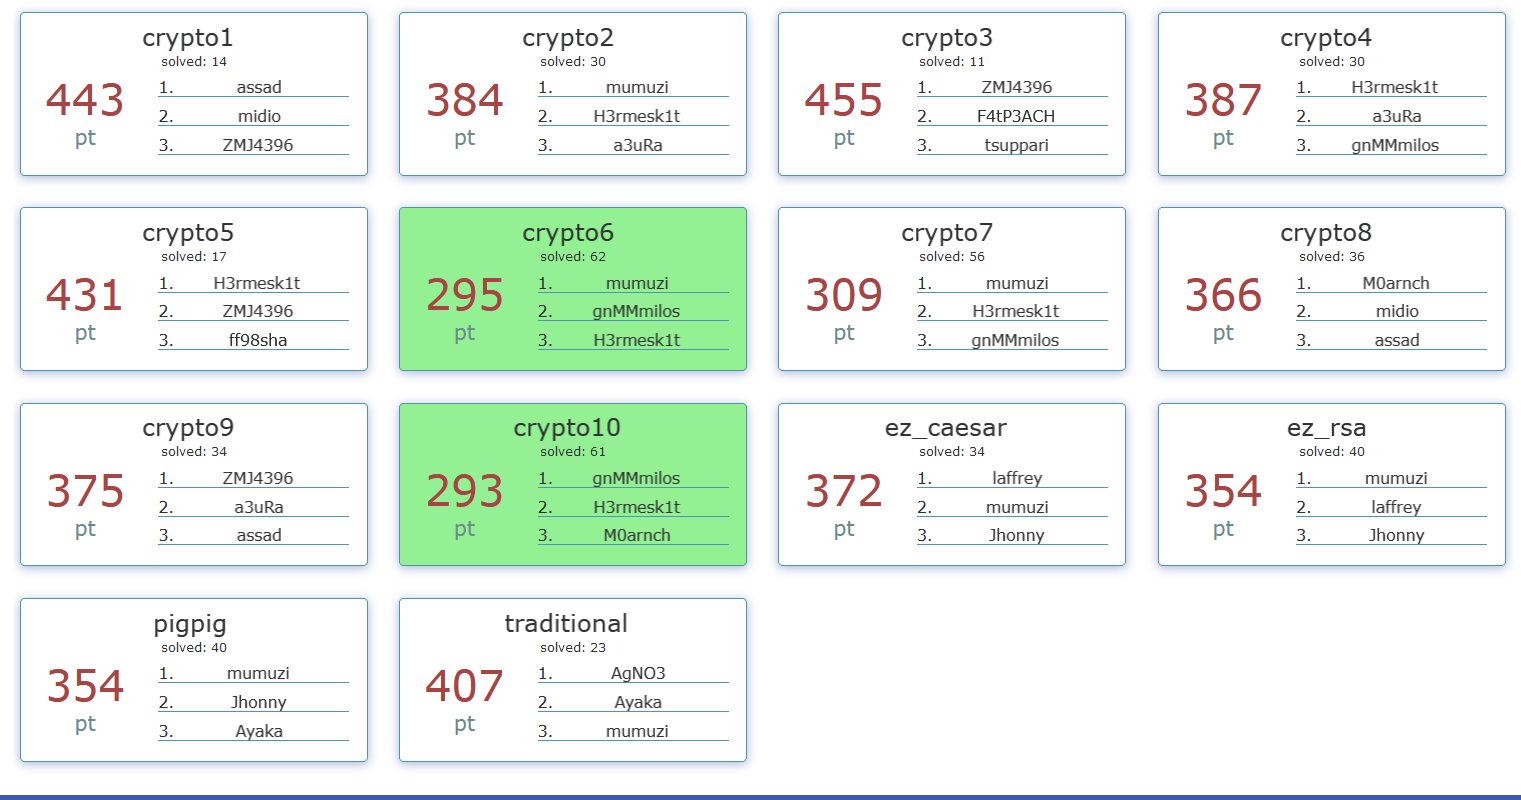 crypto1
solved: 14
443
pt
1. assad
2. midio
3. ZMJ4396
crypto2
solved: 30
384
pt
1. mumuzi
2. H3rmesk1t
3. a3uRa
crypto3
solved: 11
455
pt
1. ZMJ4396
2. F4tP3ACH
3. tsuppari
crypto4
solved: 30
387
pt
1. H3rmesk1t
2. a3uRa
3. gnMMmilos
crypto5
solved: 17
431
pt
1. H3rmesk1t
2. ZMJ4396
3. ff98sha
crypto6
solved: 62
295
pt
1. mumuzi
2. gnMMmilos
3. H3rmesk1t
crypto7
solved: 56
309
pt
1. mumuzi
2. H3rmesk1t
3. gnMMmilos
crypto8
solved: 36
366
pt
1. M0arnch
2. midio
3. assad
crypto9
solved: 34
375
pt
1. ZMJ4396
2. a3uRa
3. assad
crypto10
solved: 61
293
pt
1. gnMMmilos
2. H3rmesk1t
3. M0arnch
ez_caesar
solved: 34
372
pt
1. laffrey
2. mumuzi
3. Jhonny
ez_rsa
solved: 40
354
pt
1. mumuzi
2. laffrey
3. Jhonny
pigpig
solved: 40
354
pt
1. mumuzi
2. Jhonny
3. Ayaka
traditional
solved: 23
407
pt
1. AgNO3
2. Ayaka
3. mumuzi